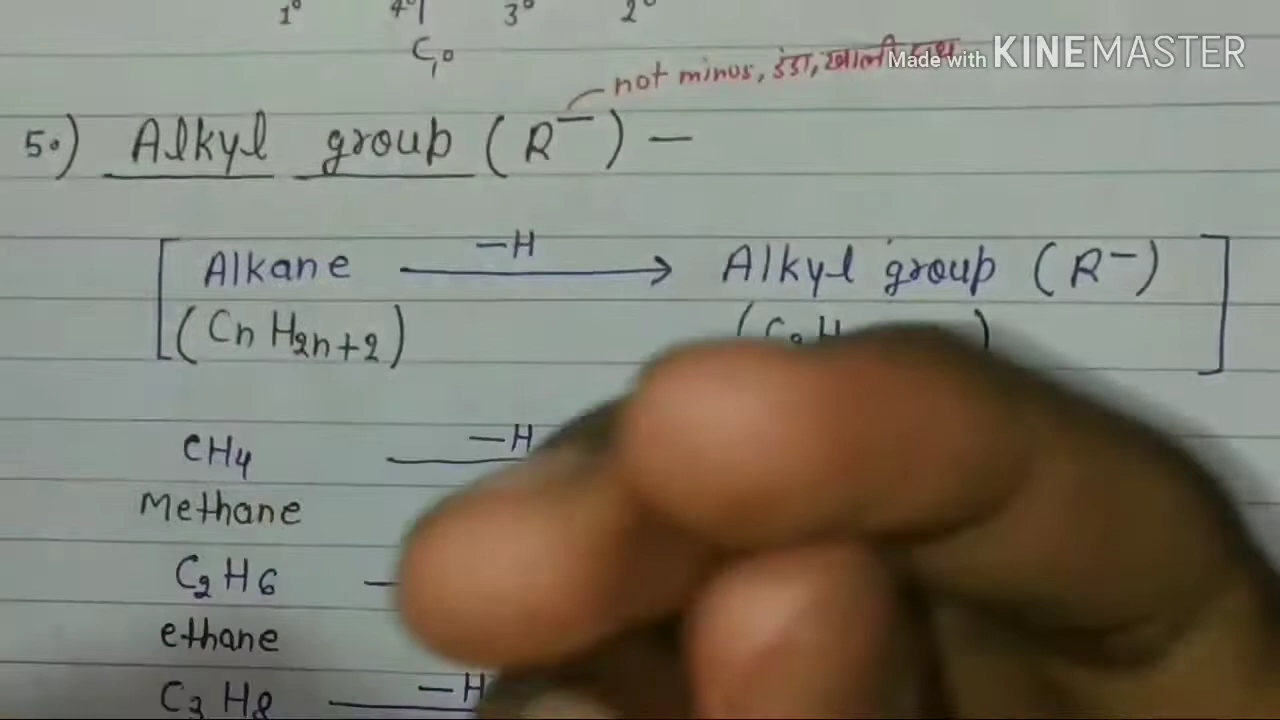 1° 4° 3° 2°
C1°
Made with KINEMASTER
not minus, डंडा, खाली
5.) Alkyl group (R—) —
—H
Alkane → Alkyl group (R—)
(CnH2n+2)
CH4 —H
Methane
C2H6
ethane
C3H8 —H